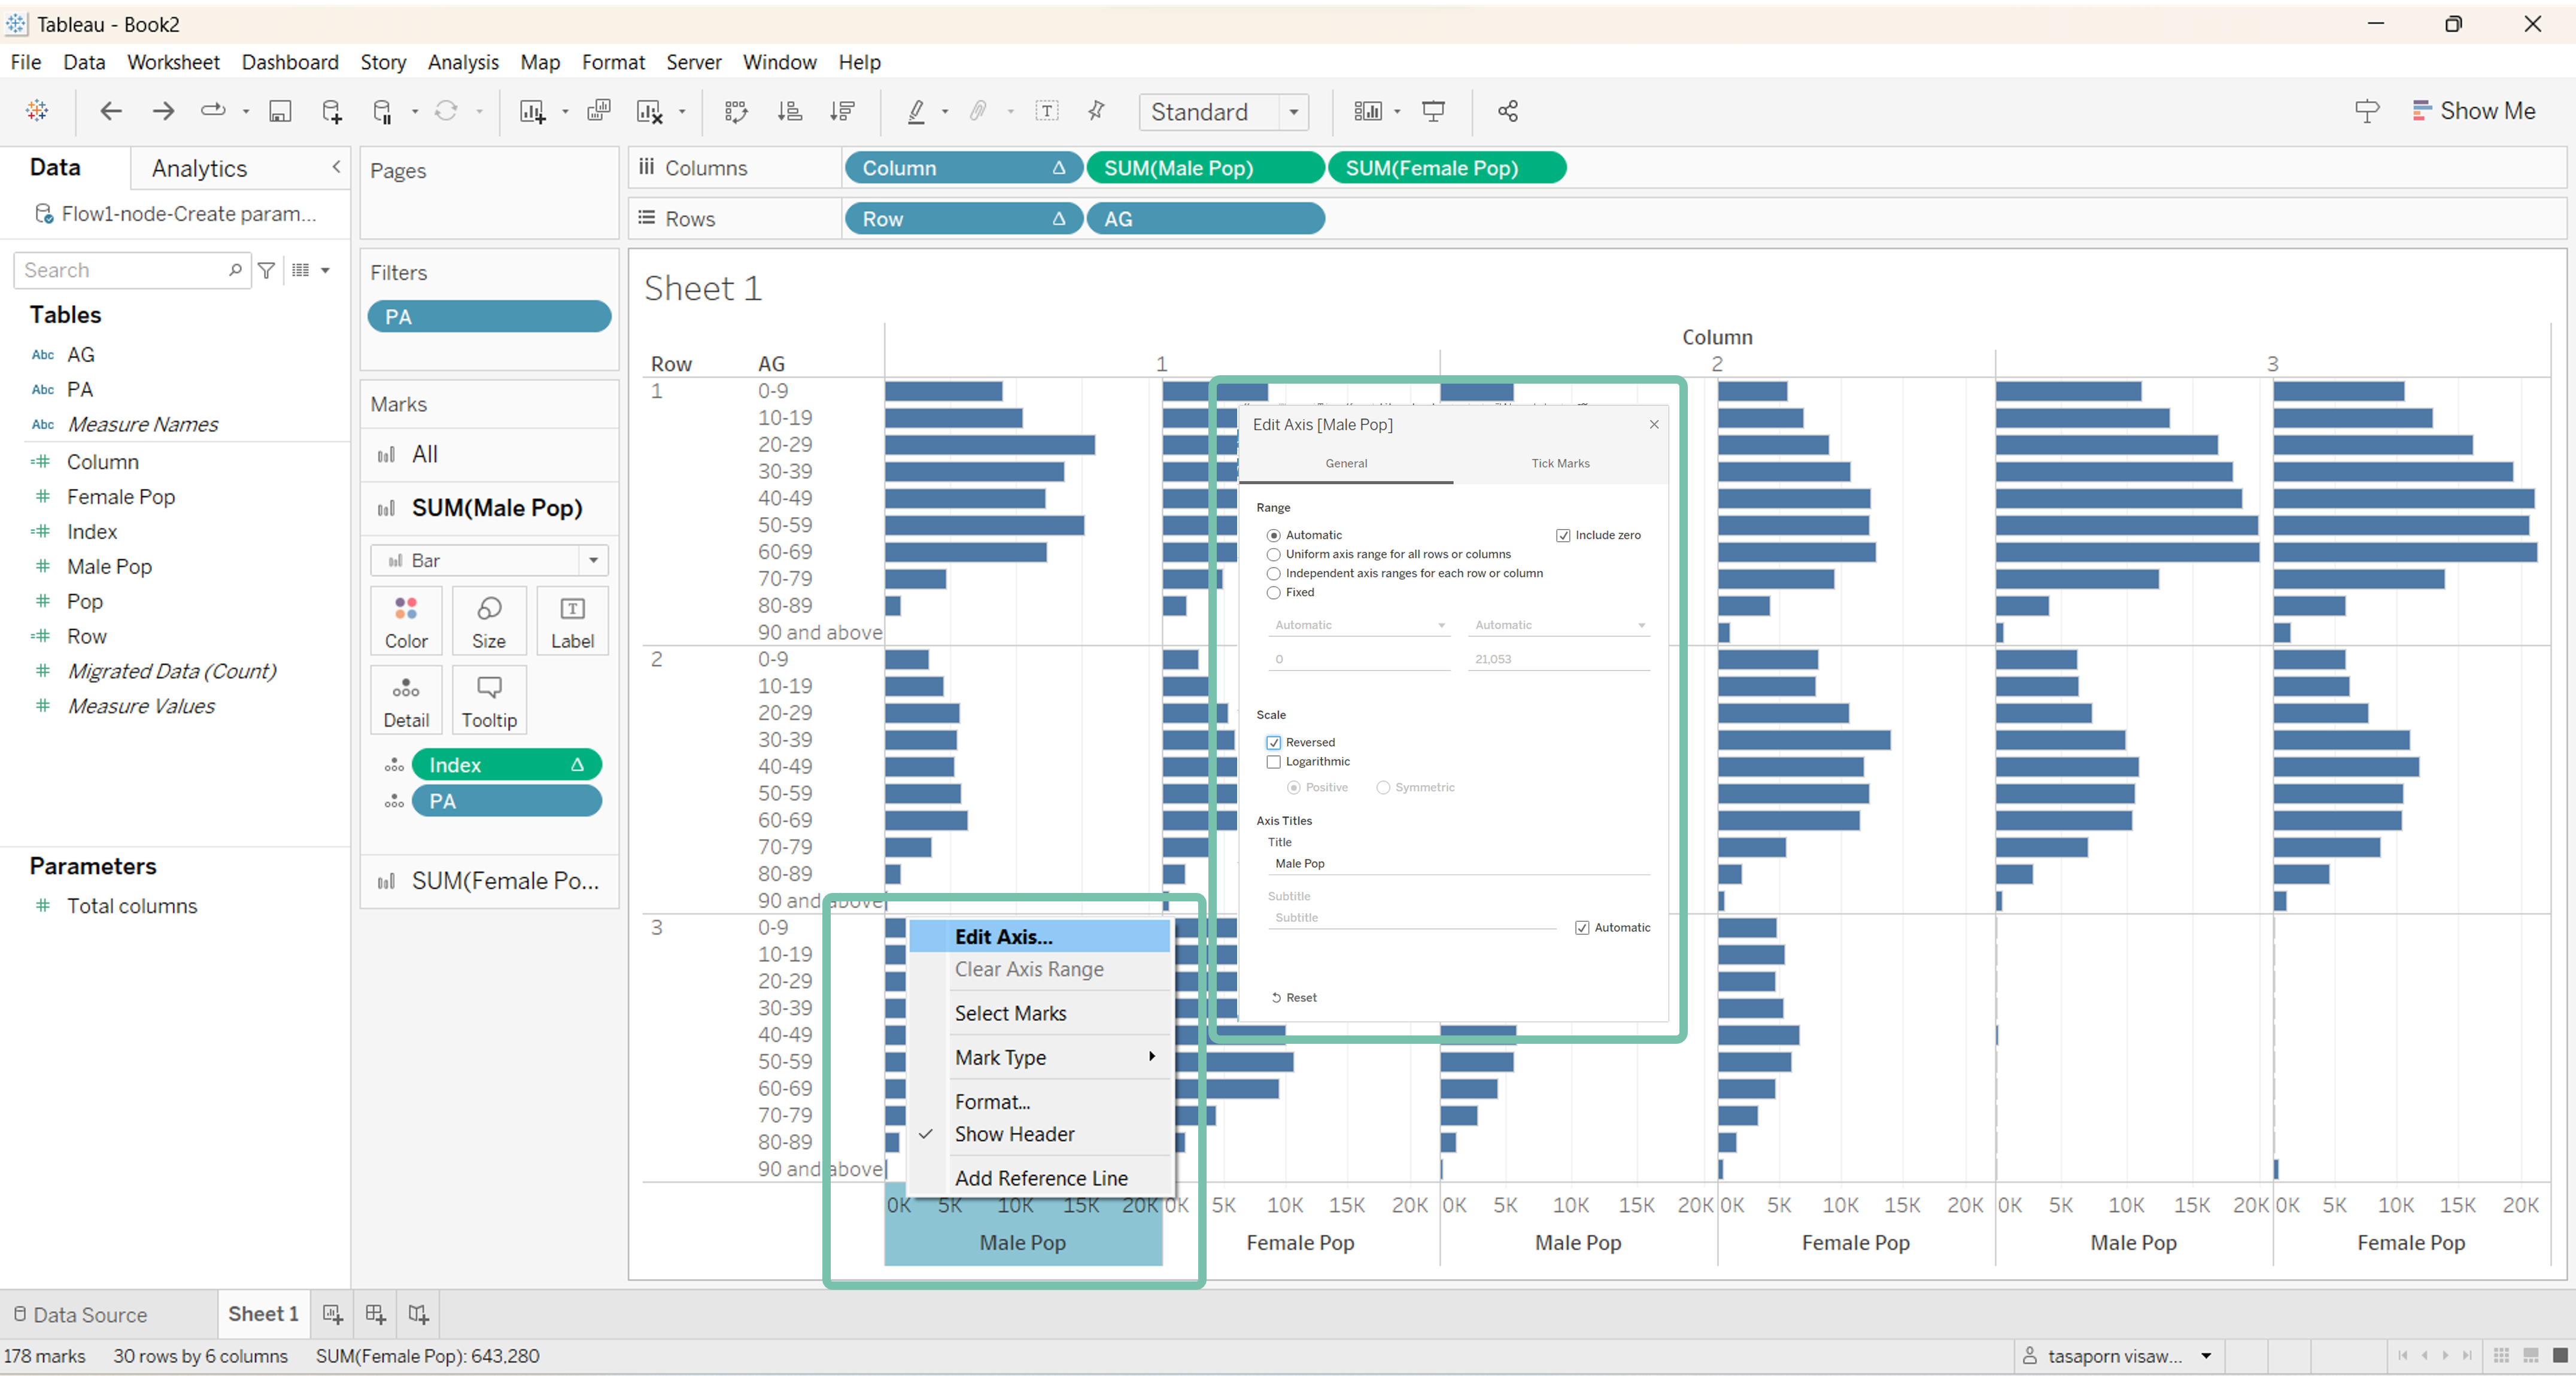 Tableau - Book2
File Data Worksheet Dashboard Story Analysis Map Format Server Window Help
Standard
Show Me
Data Analytics
Flow1-node-Create param...
Search
Tables
Abc AG
Abc PA
Abc Measure Names
Column
Female Pop
Index
Male Pop
Pop
Row
Migrated Data (Count)
Measure Values
Parameters
Total columns
Pages
Filters
PA
Marks
All
SUM(Male Pop)
Bar
Color Size Label
Detail Tooltip
Index
PA
SUM(Female Po...
Columns Column SUM(Male Pop) SUM(Female Pop)
Rows Row AG
Sheet 1
Column
Row AG 1 2 3
1 0-9
10-19
20-29
30-39
40-49
50-59
60-69
70-79
80-89
90 and above
2 0-9
10-19
20-29
30-39
40-49
50-59
60-69
70-79
80-89
90 and above
3 0-9
10-19
20-29
30-39
40-49
50-59
60-69
70-79
80-89
90 and above
Edit Axis...
Clear Axis Range
Select Marks
Mark Type
Format...
Show Header
Add Reference Line
Edit Axis [Male Pop]
General Tick Marks
Range
Automatic Include zero
Uniform axis range for all rows or columns
Independent axis ranges for each row or column
Fixed
Automatic Automatic
0 21,053
Scale
Reversed
Logarithmic
Positive Symmetric
Axis Titles
Title
Male Pop
Subtitle
Subtitle
Automatic
Reset
0K 5K 10K 15K 20K 0K 5K 10K 15K 20K 0K 5K 10K 15K 20K 0K 5K 10K 15K 20K 0K 5K 10K 15K 20K 0K 5K 10K 15K 20K
Male Pop Female Pop Male Pop Female Pop Male Pop Female Pop
Data Source Sheet 1
178 marks 30 rows by 6 columns SUM(Female Pop): 643,280
tasaporn visaw...